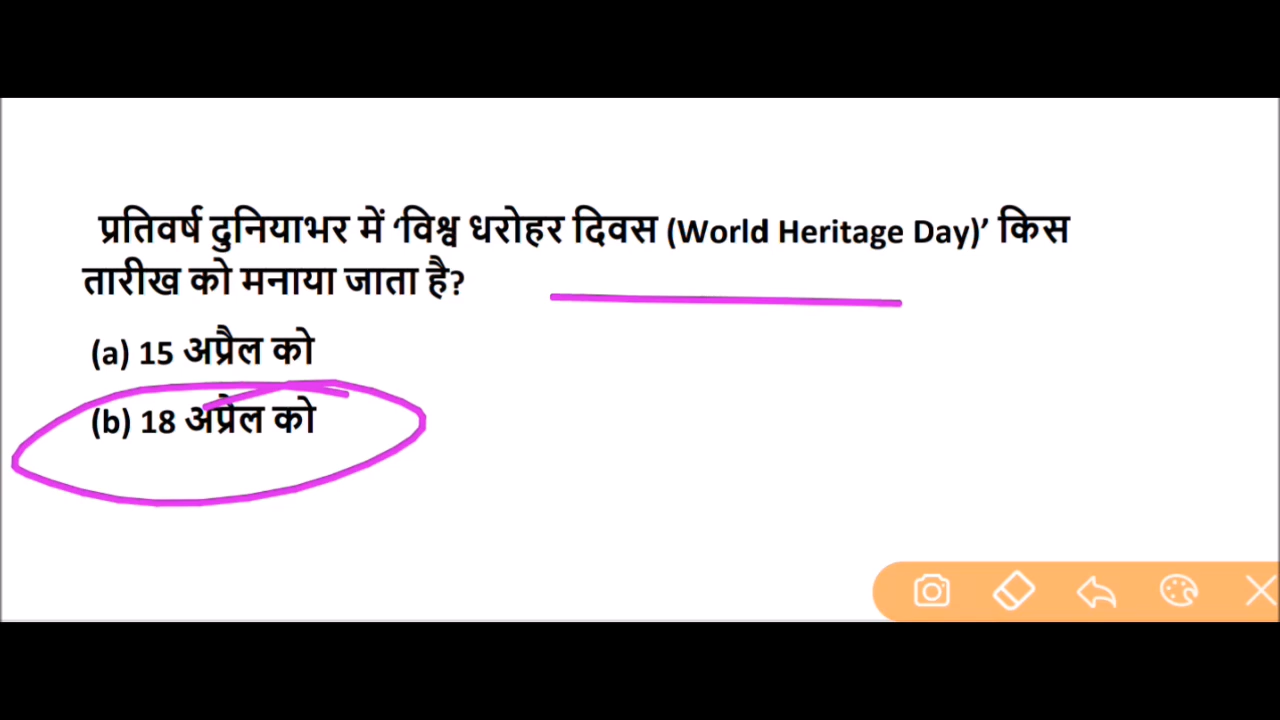 प्रतिवर्ष दुनियाभर में ‘विश्व धरोहर दिवस (World Heritage Day)’ किस
तारीख को मनाया जाता है?
(a) 15 अप्रैल को
(b) 18 अप्रैल को